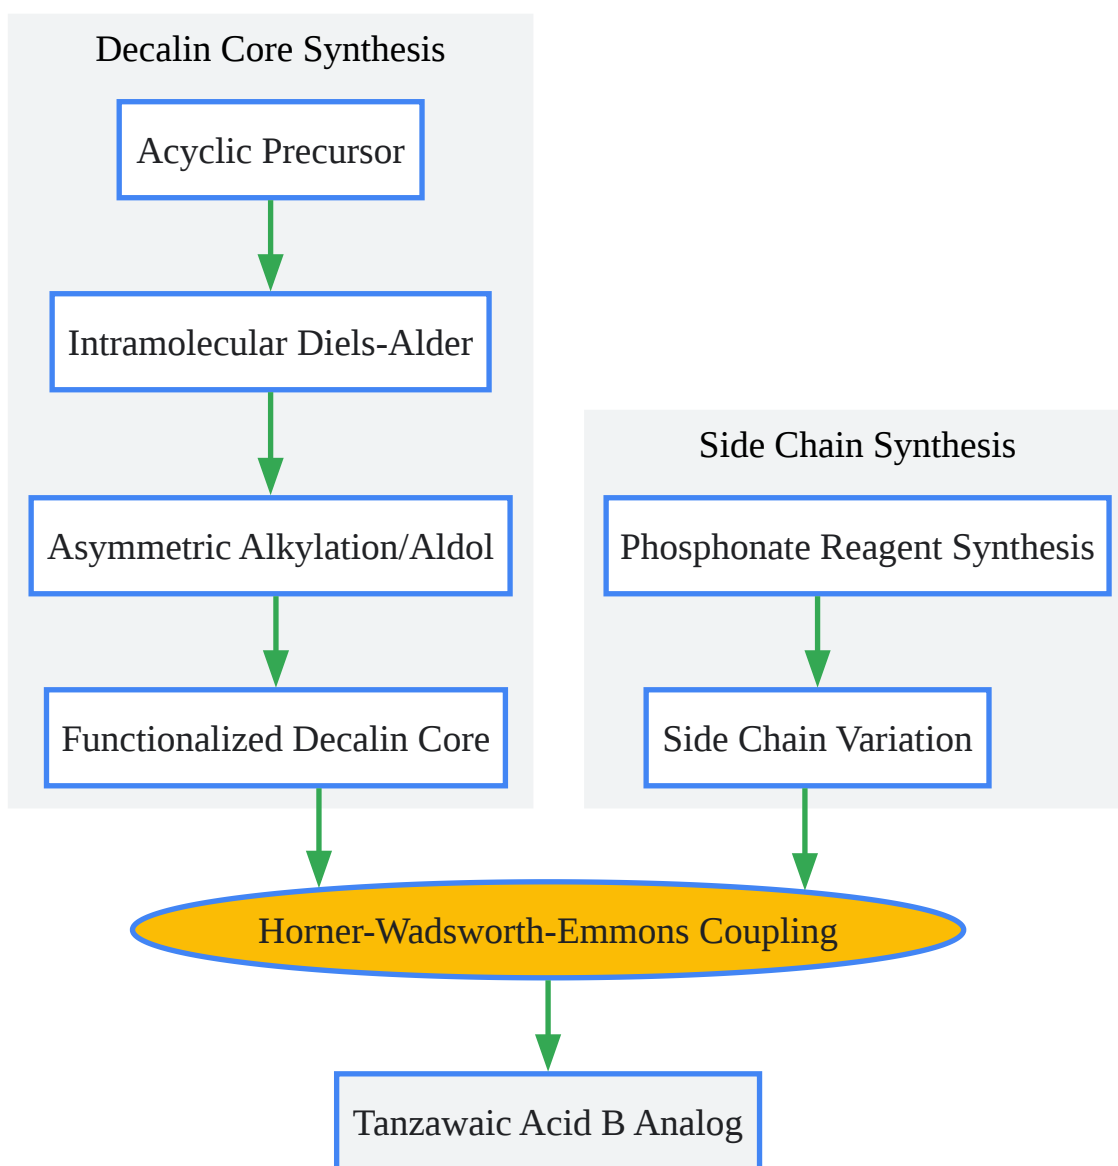 Decalin Core Synthesis
Acyclic Precursor
Intramolecular Diels-Alder
Asymmetric Alkylation/Aldol
Functionalized Decalin Core
Side Chain Synthesis
Phosphonate Reagent Synthesis
Side Chain Variation
Horner-Wadsworth-Emmons Coupling
Tanzawaic Acid B Analog